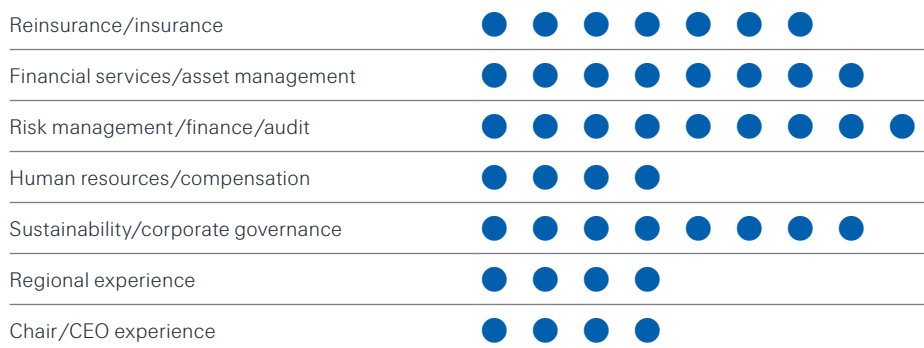 Reinsurance/insurance
Financial services/asset management
Risk management/finance/audit
Human resources/compensation
Sustainability/corporate governance
Regional experience
Chair/CEO experience